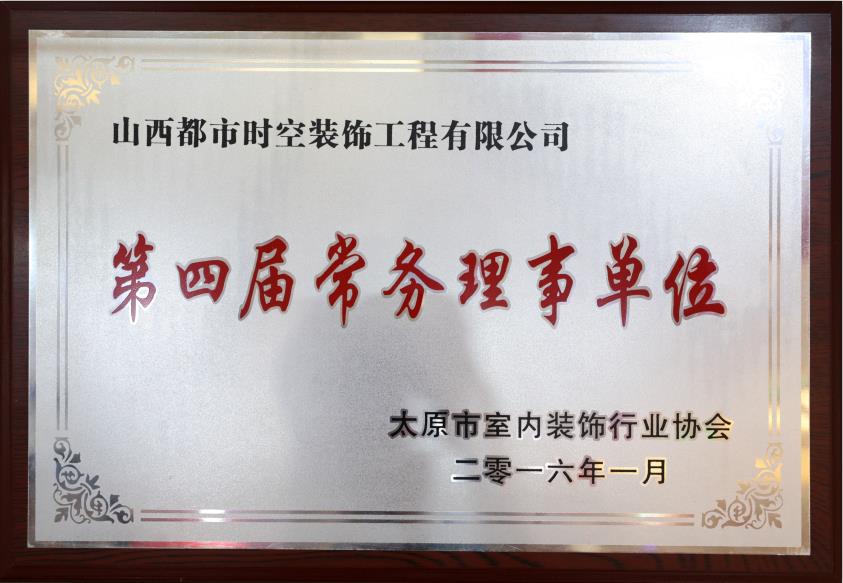 山西都市时空装饰工程有限公司
第四届常务理事单位
太原市室内装饰行业协会
二零一六年一月